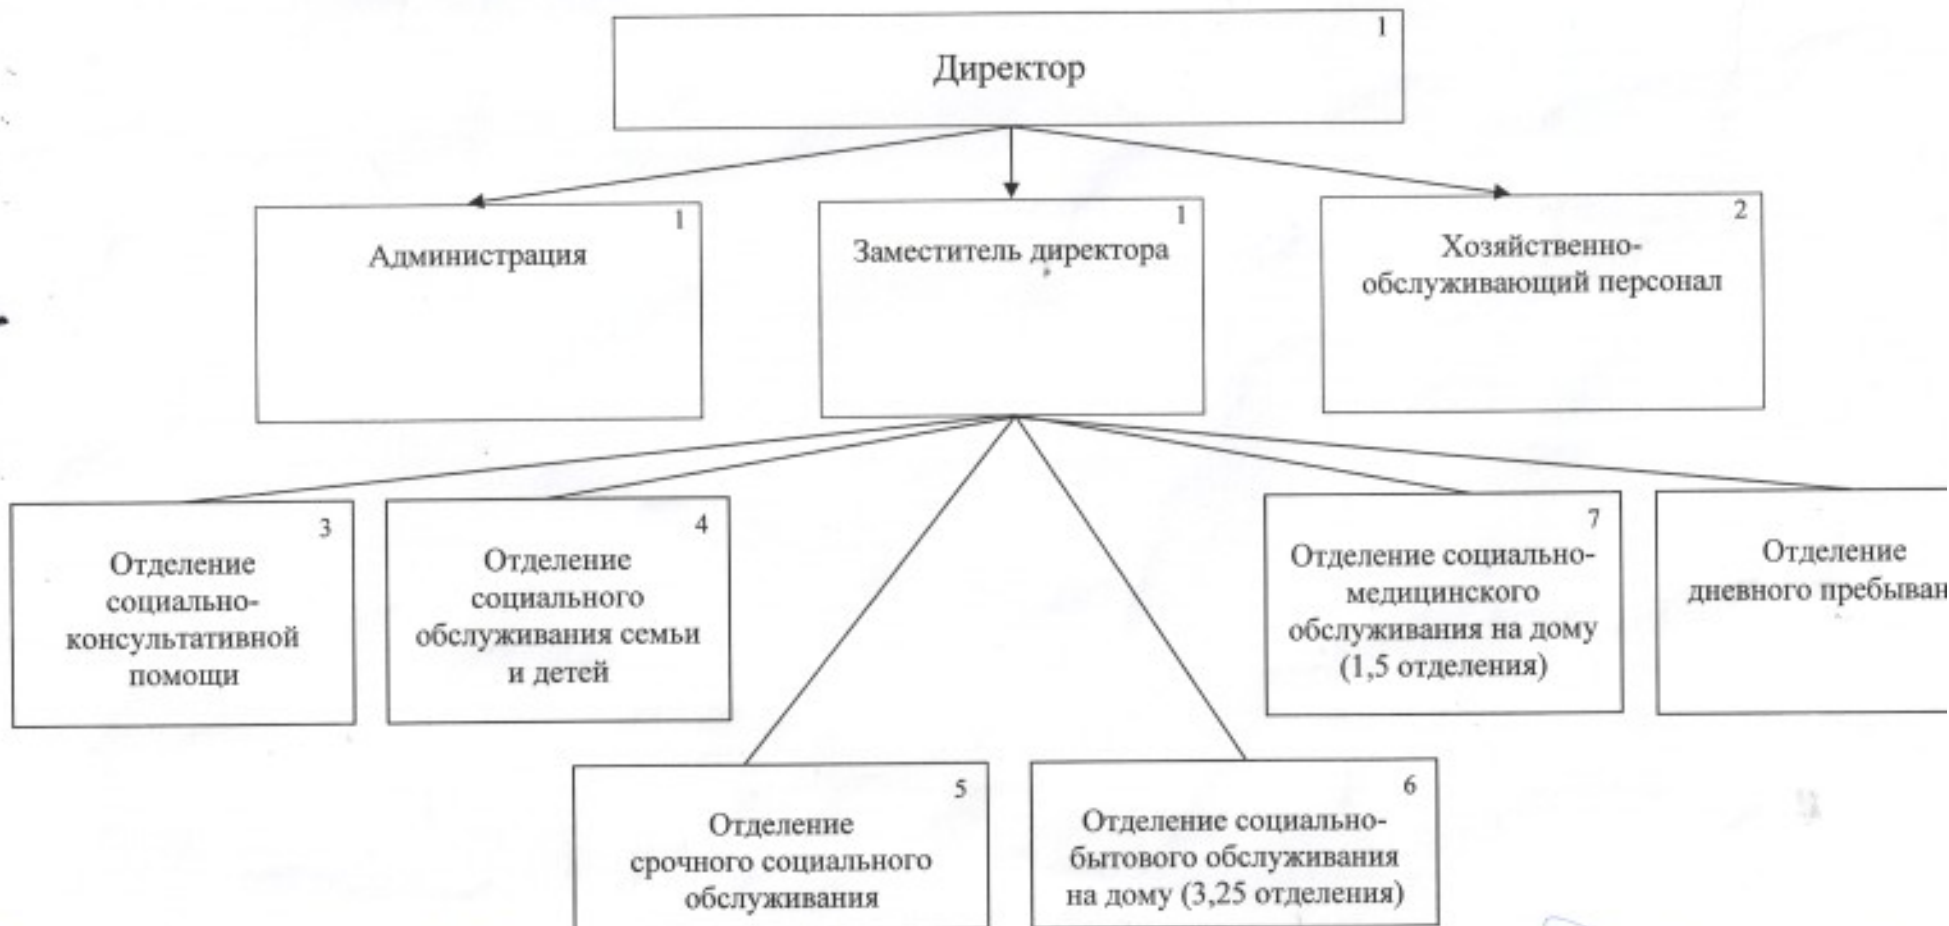 1
Директор
1
Администрация
1
Заместитель директора
2
Хозяйственно-
обслуживающий персонал
3
Отделение
социально-
консультативной
помощи
4
Отделение
социального
обслуживания семьи
и детей
7
Отделение социально-
медицинского
обслуживания на дому
(1,5 отделения)
Отделение
дневного
5
Отделение
срочного социального
обслуживания
6
Отделение социально-
бытового обслуживания
на дому (3,25 отделения)